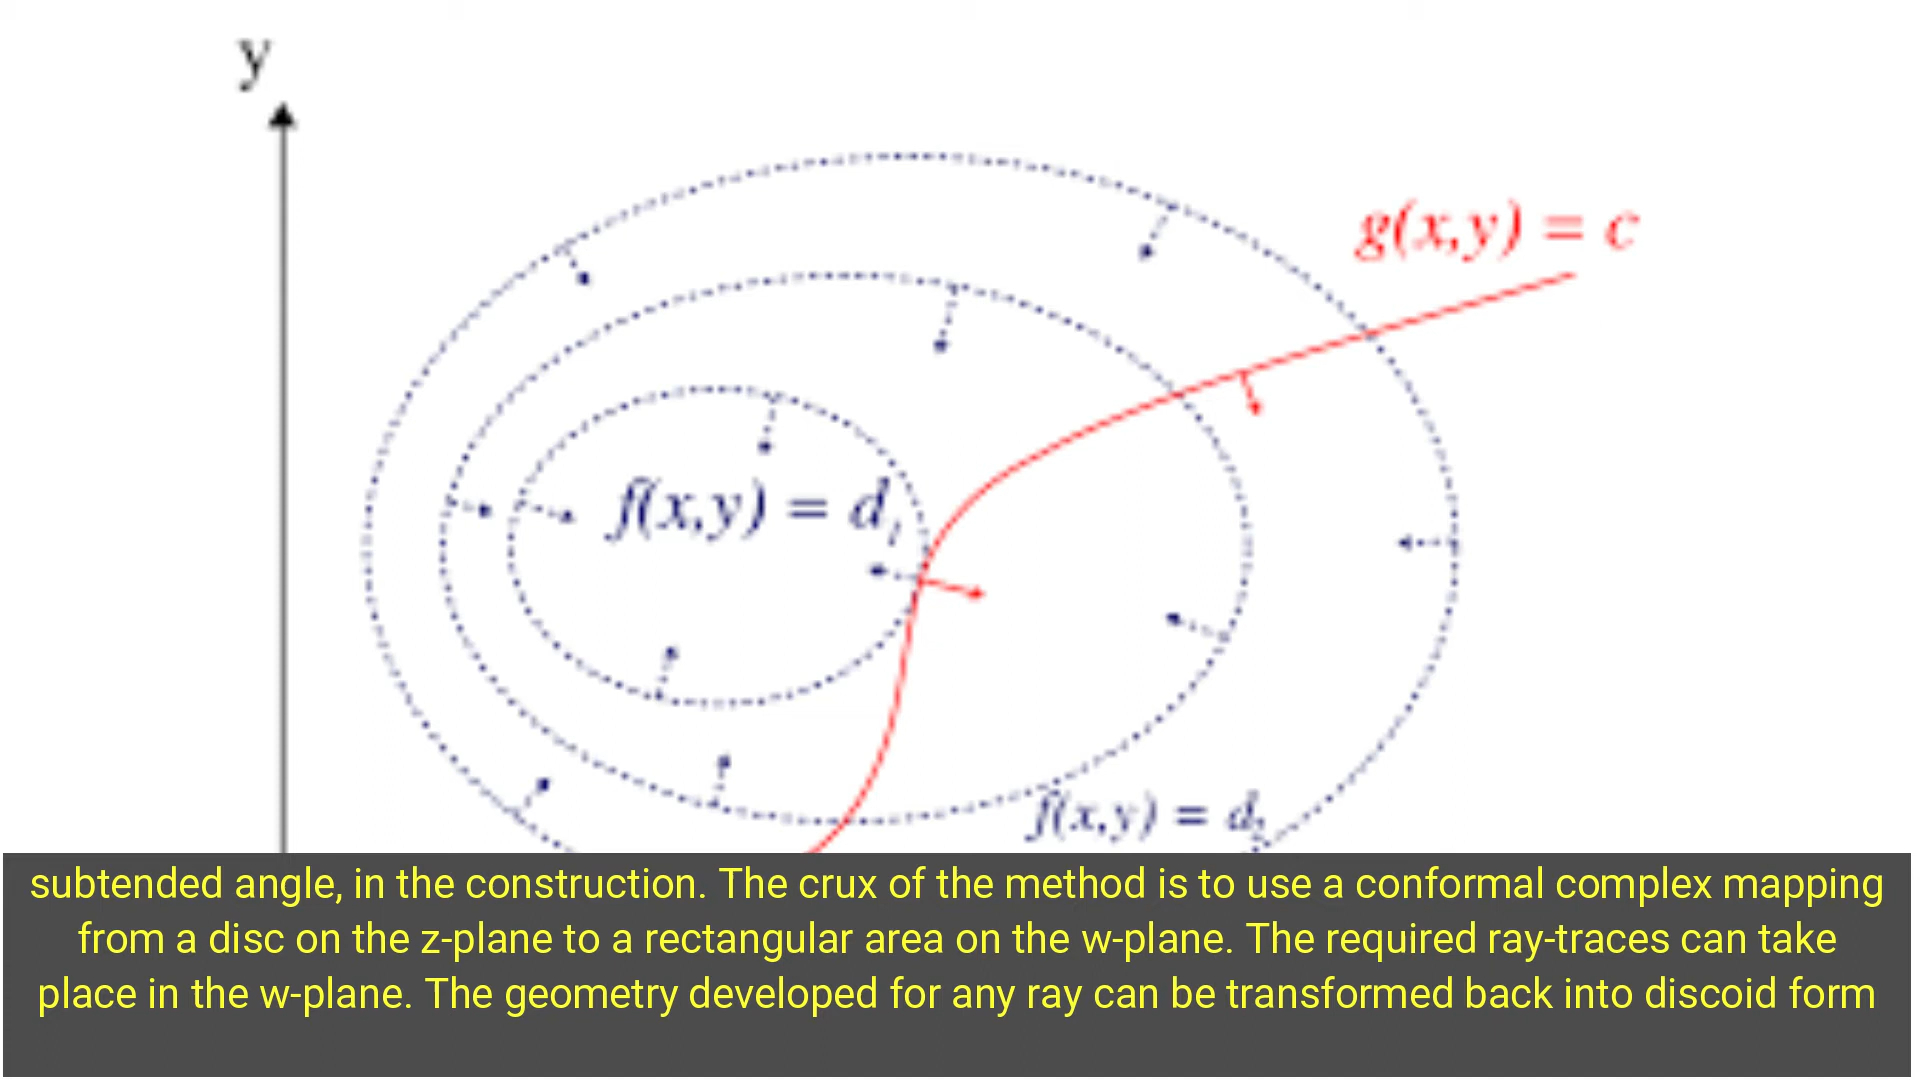 y
g(x,y) = c
f(x,y) = d₁
f(x,y) = d₂
subtended angle, in the construction. The crux of the method is to use a conformal complex mapping
from a disc on the z-plane to a rectangular area on the w-plane. The required ray-traces can take
place in the w-plane. The geometry developed for any ray can be transformed back into discoid form